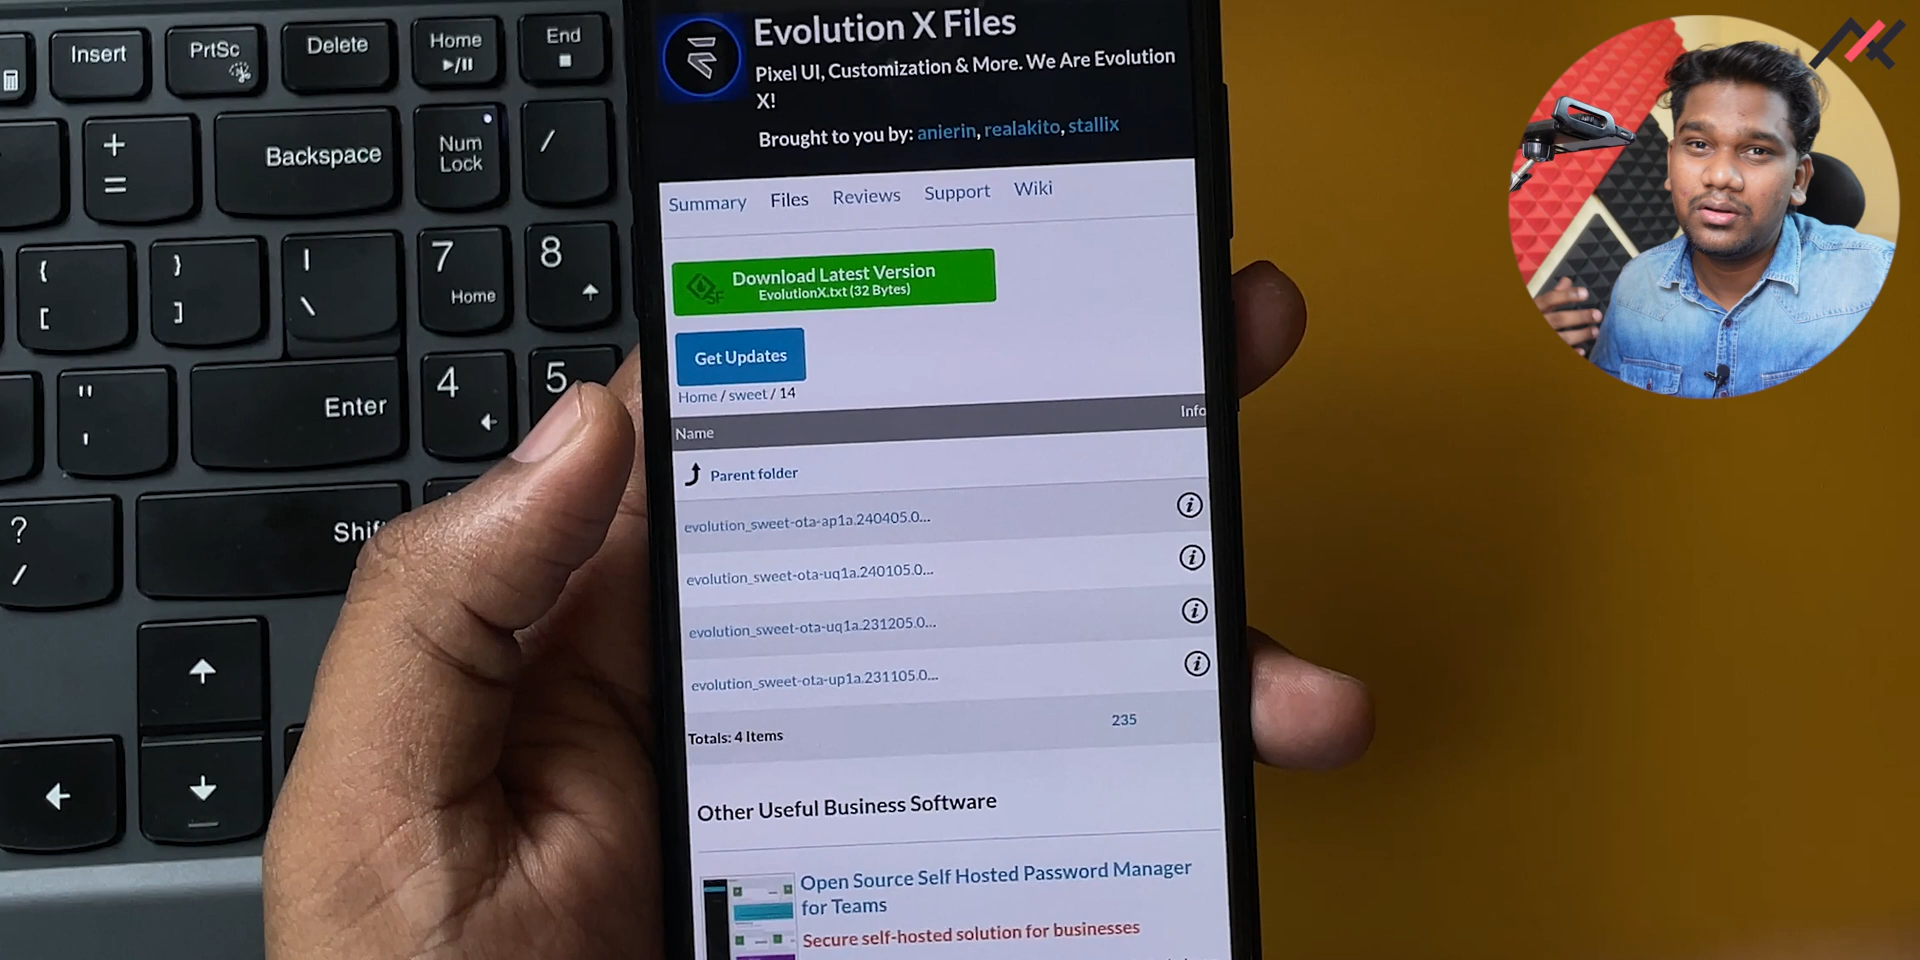 Insert
PrtSc
Delete
Home
End
Backspace
Num
Lock
/
+
=
{
[
}
]
|
\
7
Home
8
"
'
Enter
4
5
?
/
Evolution X Files
Pixel UI, Customization & More. We Are Evolution
X!
Brought to you by: anierin, realakito, stallix
Summary Files Reviews Support Wiki
Download Latest Version
EvolutionX.txt (32 Bytes)
SF
Get Updates
Home / sweet / 14
Name Info
Parent folder
evolution_sweet-ota-ap1a.240405.0...
evolution_sweet-ota-uq1a.240105.0...
evolution_sweet-ota-uq1a.231205.0...
evolution_sweet-ota-up1a.231105.0...
Totals: 4 Items 235
Other Useful Business Software
Open Source Self Hosted Password Manager
for Teams
Secure self-hosted solution for businesses